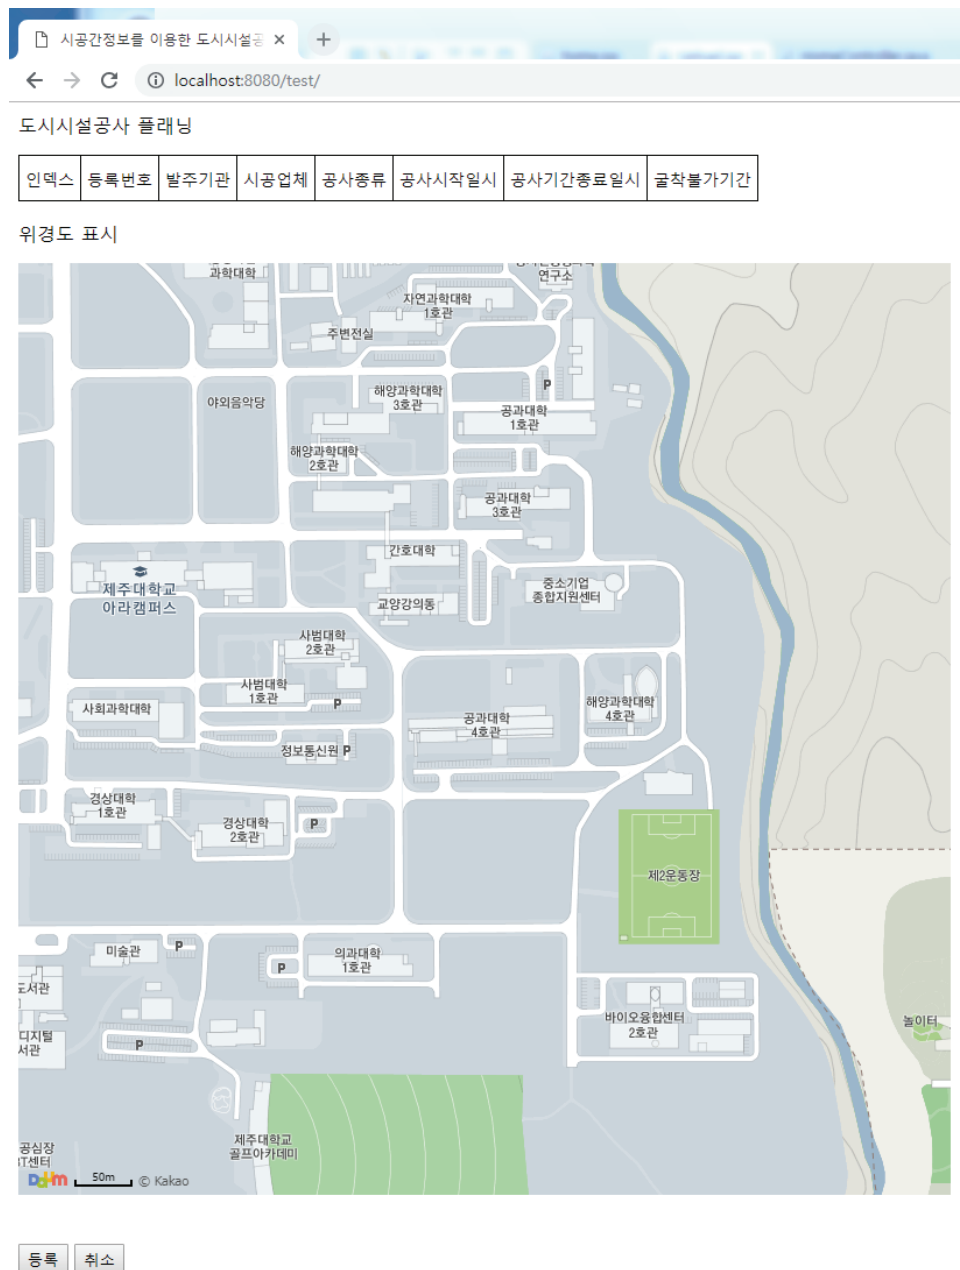 시공간정보를 이용한 도시시설공
localhost:8080/test/
도시시설공사 플래닝
인덱스 등록번호 발주기관 시공업체 공사종류 공사시작일시 공사기간종료일시 굴착불가기간
위경도 표시
과학대학
연구소
자연과학대학
1호관
주변전실
해양과학대학
3호관
P
야외음악당
공과대학
1호관
해양과학대학
2호관
공과대학
3호관
간호대학
제주대학교
아라캠퍼스
중소기업
종합지원센터
교양강의동
사범대학
2호관
사범대학
1호관
P
해양과학대학
4호관
사회과학대학
공과대학
4호관
정보통신원 P
경상대학
1호관
경상대학
2호관
P
제2운동장
미술관
P
의과대학
1호관
P
도서관
바이오융합센터
2호관
놀이터
디지털
서관
P
제주대학교
골프아카데미
공심장
IT센터
Daum
50m
© Kakao
등록 취소